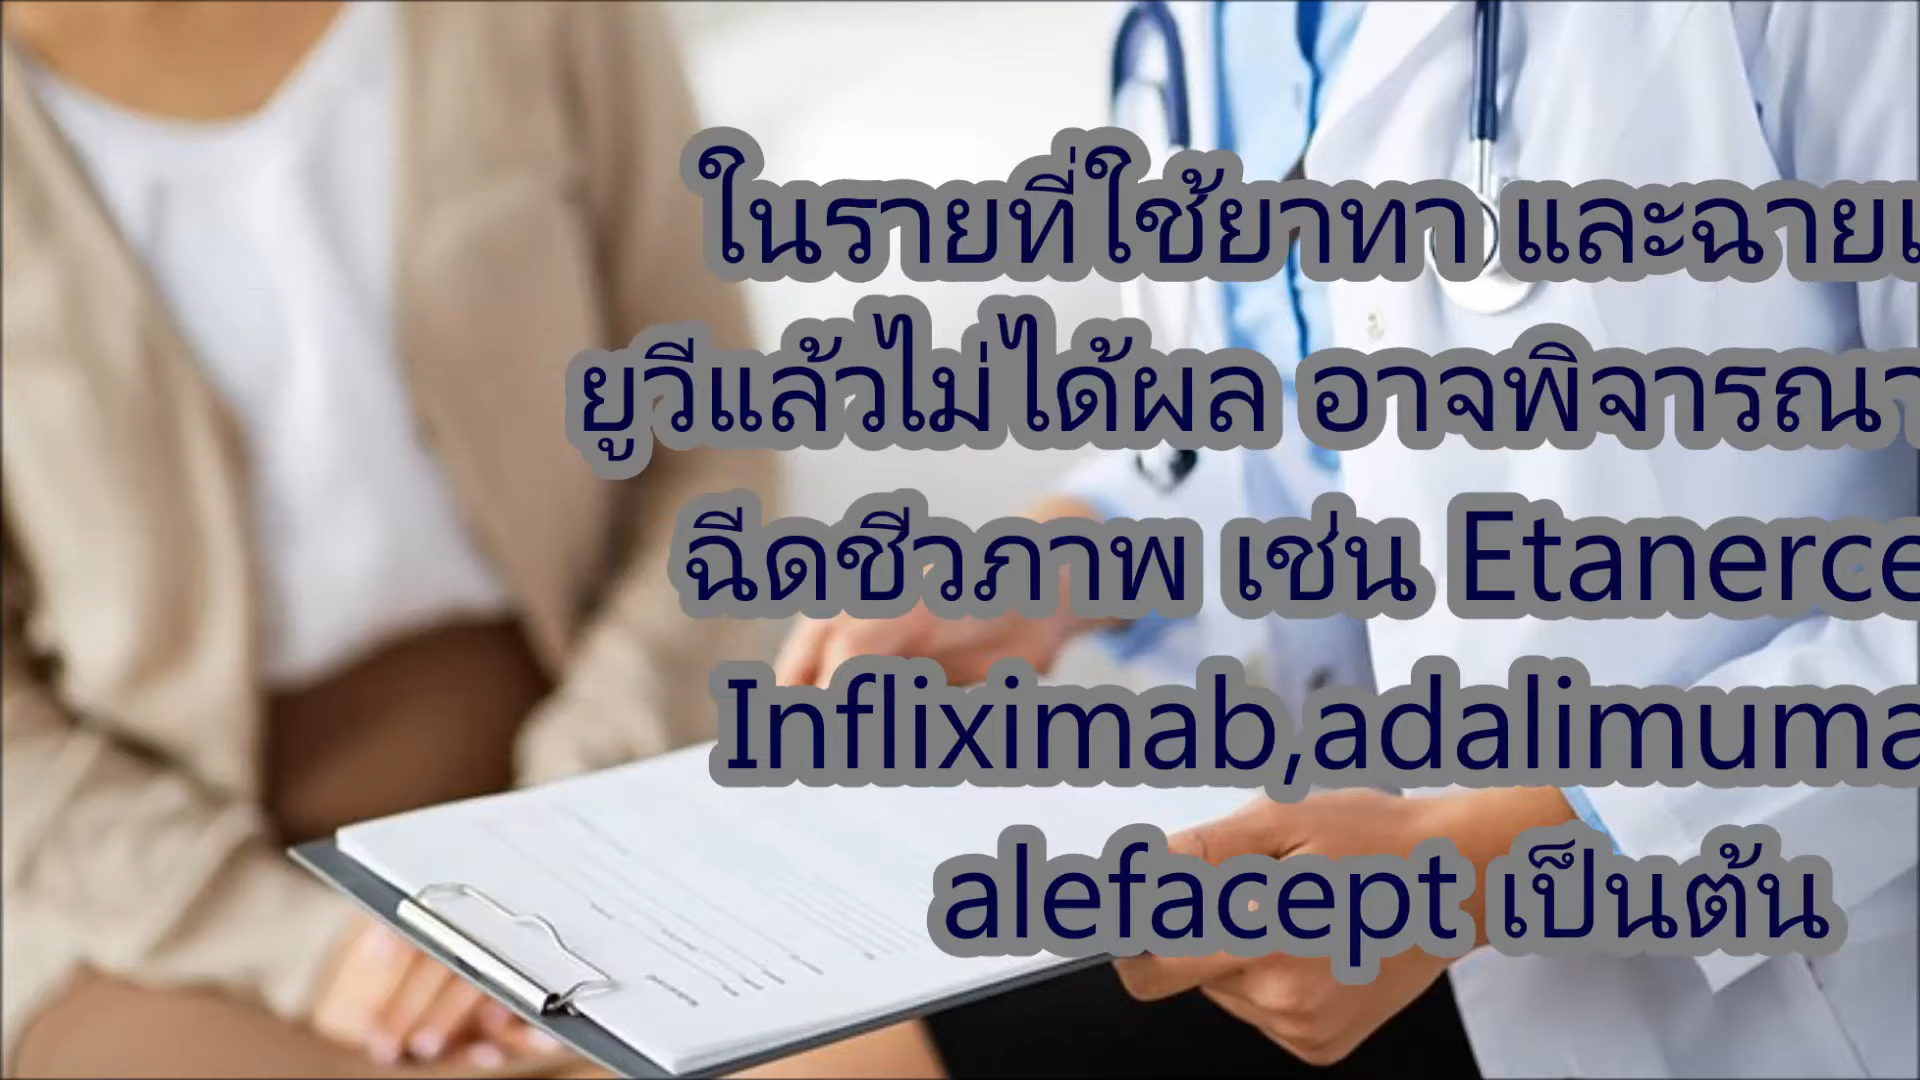 ในรายที่ใช้ยาทา และฉาย
ยูวีแล้วไม่ได้ผล อาจพิจารณา
ฉีดชีวภาพ เช่น Etanerce
Infliximab,adalimuma
alefacept เป็นต้น